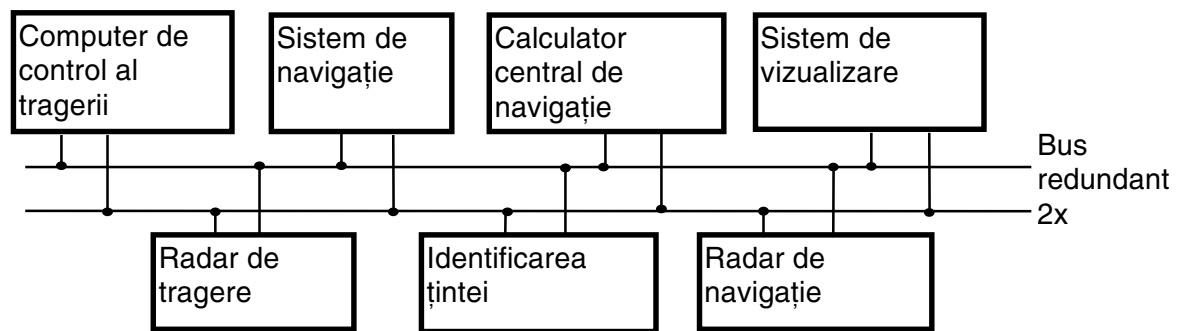 Computer de
control al
tragerii
Sistem de
navigație
Calculator
central de
navigație
Sistem de
vizualizare
Bus
redundant
2x
Radar de
tragere
Identificarea
țintei
Radar de
navigație